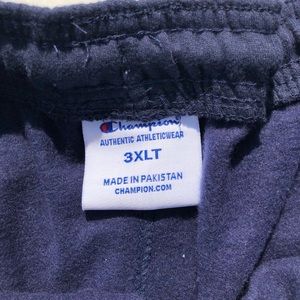 Champion
AUTHENTIC ATHLETICWEAR
3XLT
MADE IN PAKISTAN
CHAMPION.COM